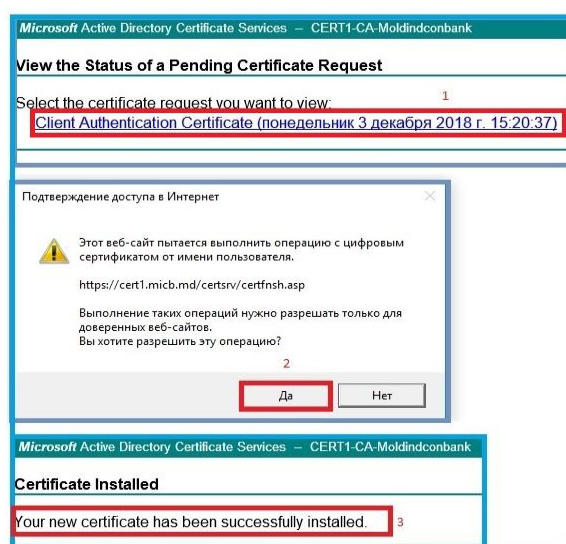 Microsoft Active Directory Certificate Services – CERT1-CA-Moldindconbank
View the Status of a Pending Certificate Request
Select the certificate request you want to view:
1
Client Authentication Certificate (понедельник 3 декабря 2018 г. 15:20:37)
Подтверждение доступа в Интернет
Этот веб-сайт пытается выполнить операцию с цифровым
сертификатом от имени пользователя.
https://cert1.micb.md/certsrv/certfnsh.asp
Выполнение таких операций нужно разрешать только для
доверенных веб-сайтов.
Вы хотите разрешить эту операцию?
2
Да Нет
Microsoft Active Directory Certificate Services – CERT1-CA-Moldindconbank
Certificate Installed
Your new certificate has been successfully installed. 3